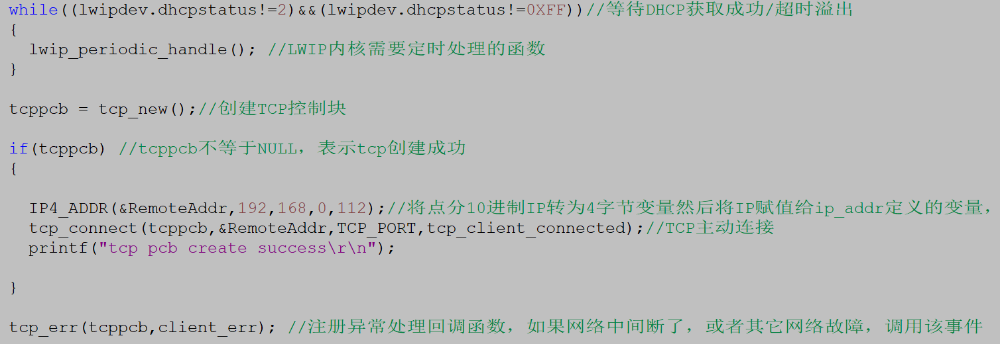 while((lwipdev.dhcpstatus!=2)&&(lwipdev.dhcpstatus!=0XFF))//等待DHCP获取成功/超时溢出
{
  lwip_periodic_handle(); //LWIP内核需要定时处理的函数
}
tcppcb = tcp_new();//创建TCP控制块
if(tcppcb) //tcppcb不等于NULL，表示tcp创建成功
{
  IP4_ADDR(&RemoteAddr,192,168,0,112);//将点分10进制IP转为4字节变量然后将IP赋值给ip_addr定义的变量，
  tcp_connect(tcppcb,&RemoteAddr,TCP_PORT,tcp_client_connected);//TCP主动连接
  printf("tcp pcb create success\r\n");
}
tcp_err(tcppcb,client_err); //注册异常处理回调函数，如果网络中间断了，或者其它网络故障，调用该事件